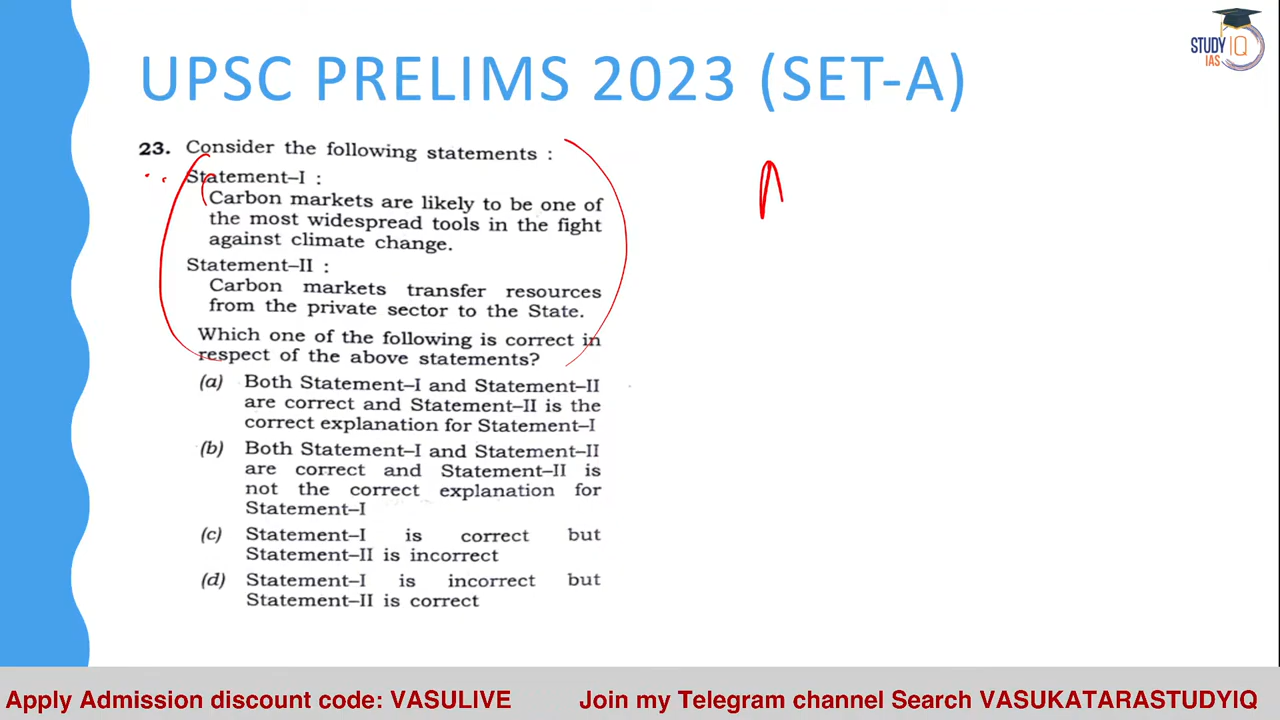 STUDY IQ
IAS
UPSC PRELIMS 2023 (SET-A)
23. Consider the following statements :
Statement–I :
Carbon markets are likely to be one of
the most widespread tools in the fight
against climate change.
Statement–II :
Carbon markets transfer resources
from the private sector to the State.
Which one of the following is correct in
respect of the above statements?
(a) Both Statement–I and Statement–II
are correct and Statement–II is the
correct explanation for Statement–I
(b) Both Statement–I and Statement–II
are correct and Statement–II is
not the correct explanation for
Statement–I
(c) Statement–I is correct but
Statement–II is incorrect
(d) Statement–I is incorrect but
Statement–II is correct
Apply Admission discount code: VASULIVE Join my Telegram channel Search VASUKATARASTUDYIQ